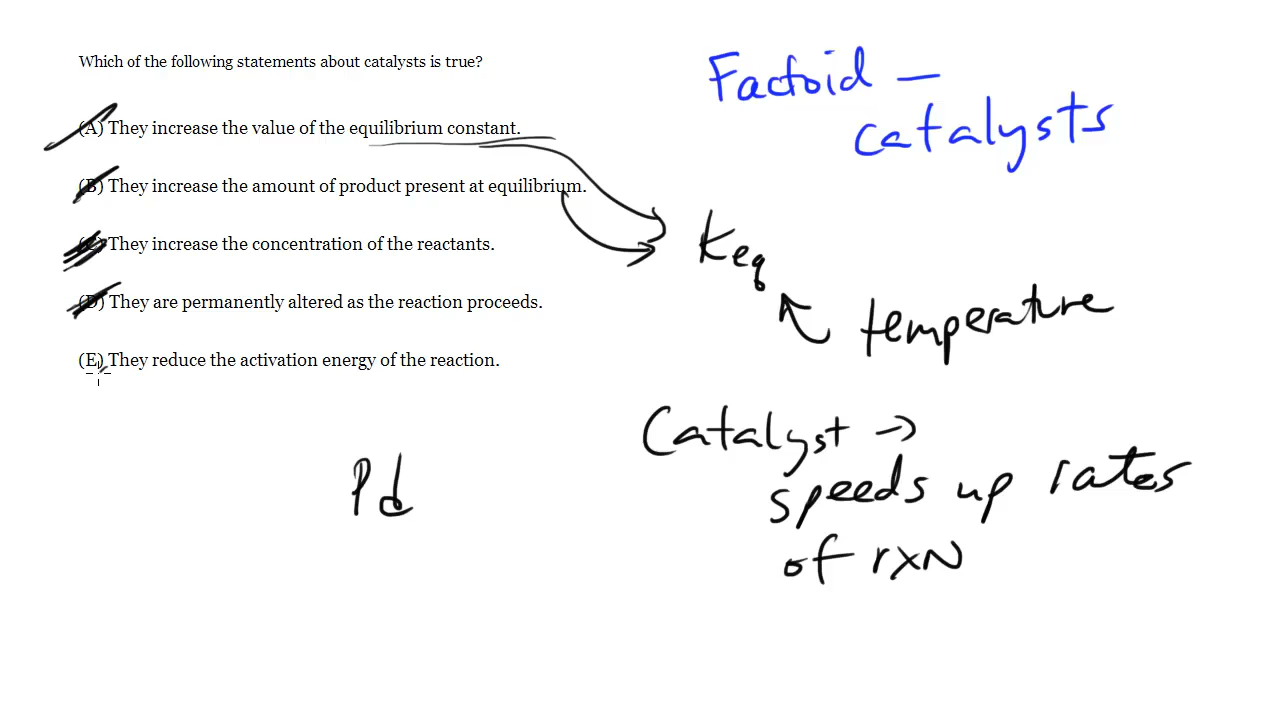 Which of the following statements about catalysts is true?
(A) They increase the value of the equilibrium constant.
(B) They increase the amount of product present at equilibrium.
They increase the concentration of the reactants.
(D) They are permanently altered as the reaction proceeds.
(E) They reduce the activation energy of the reaction.
Factoid —
catalysts
Keq
temperature
Catalyst →
speeds up rates
of rxN
Pd